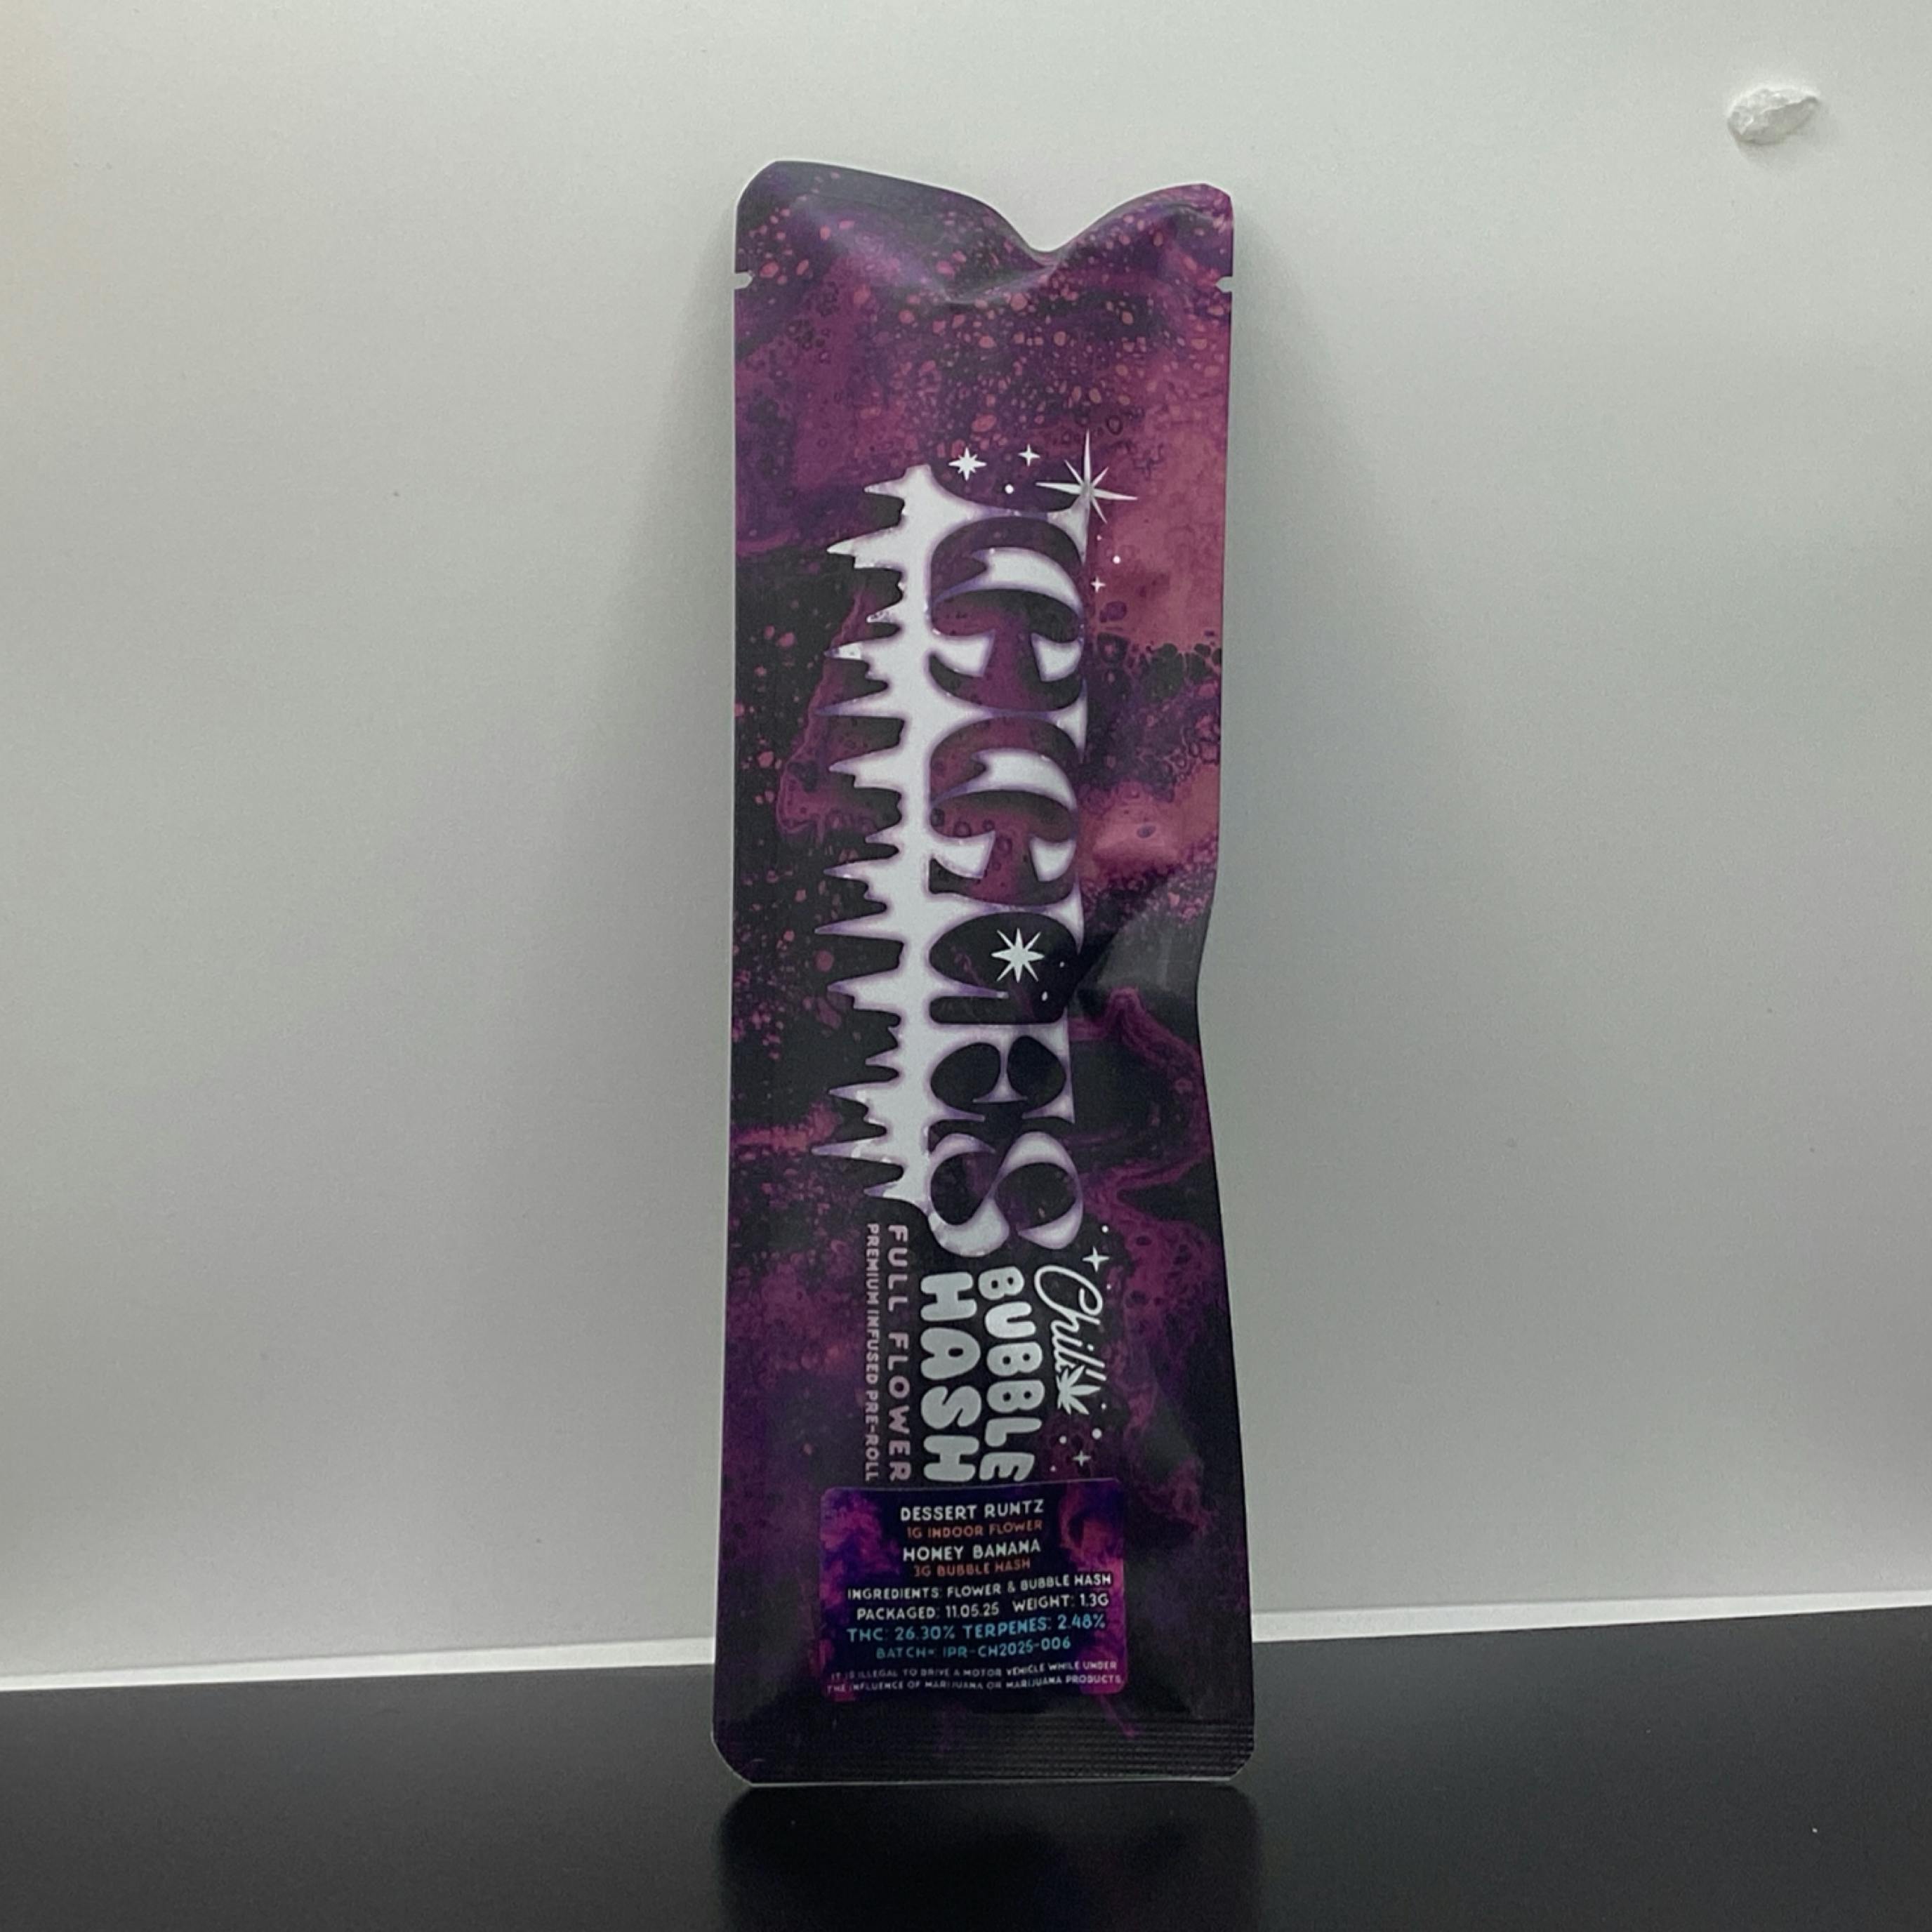 Chill
BUBBLE
HASH
FULL FLOWER
PREMIUM INFUSED PRE-ROLL
DESSERT RUNTZ
1G INDOOR FLOWER
HONEY BANANA
3G BUBBLE HASH
INGREDIENTS: FLOWER & BUBBLE HASH
PACKAGED: 11.05.25 WEIGHT: 1.3G
THC: 26.30% TERPENES: 2.48%
BATCH#: IPR-CH2025-006
IT IS ILLEGAL TO DRIVE A MOTOR VEHICLE WHILE UNDER
THE INFLUENCE OF MARIJUANA OR MARIJUANA PRODUCTS